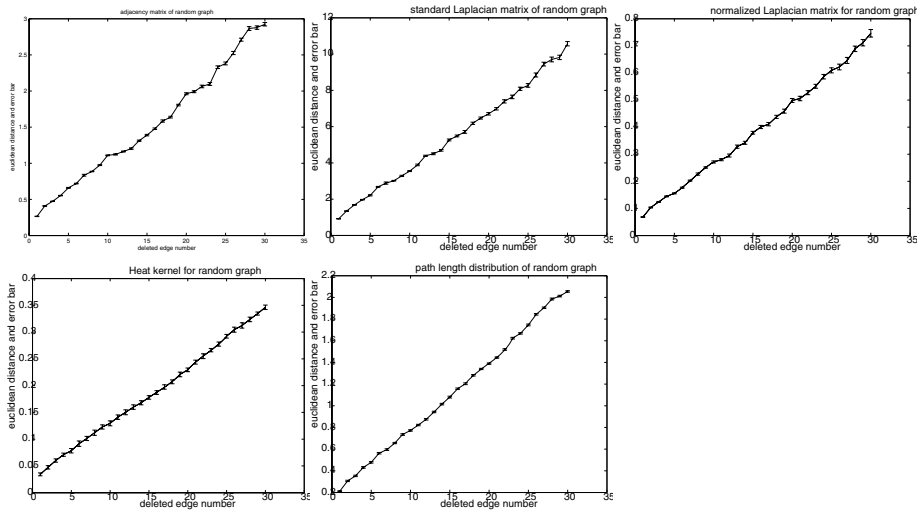 adjacency matrix of random graph
euclidean distance and error bar
3
2.5
2
1.5
1
0.5
0
0 5 10 15 20 25 30 35
deleted edge number
standard Laplacian matrix of random graph
euclidean distance and error bar
12
10
8
6
4
2
0
0 5 10 15 20 25 30 35
deleted edge number
normalized Laplacian matrix for random graph
euclidean distance and error bar
0.8
0.7
0.6
0.5
0.4
0.3
0.2
0.1
0
0 5 10 15 20 25 30 35
deleted edge number
Heat kernel for random graph
euclidean distance and error bar
0.4
0.35
0.3
0.25
0.2
0.15
0.1
0.05
0
0 5 10 15 20 25 30 35
deleted edge number
path length distribution of random graph
euclidean distance and error bar
2.2
2
1.8
1.6
1.4
1.2
1
0.8
0.6
0.4
0.2
0 5 10 15 20 25 30 35
deleted edge number